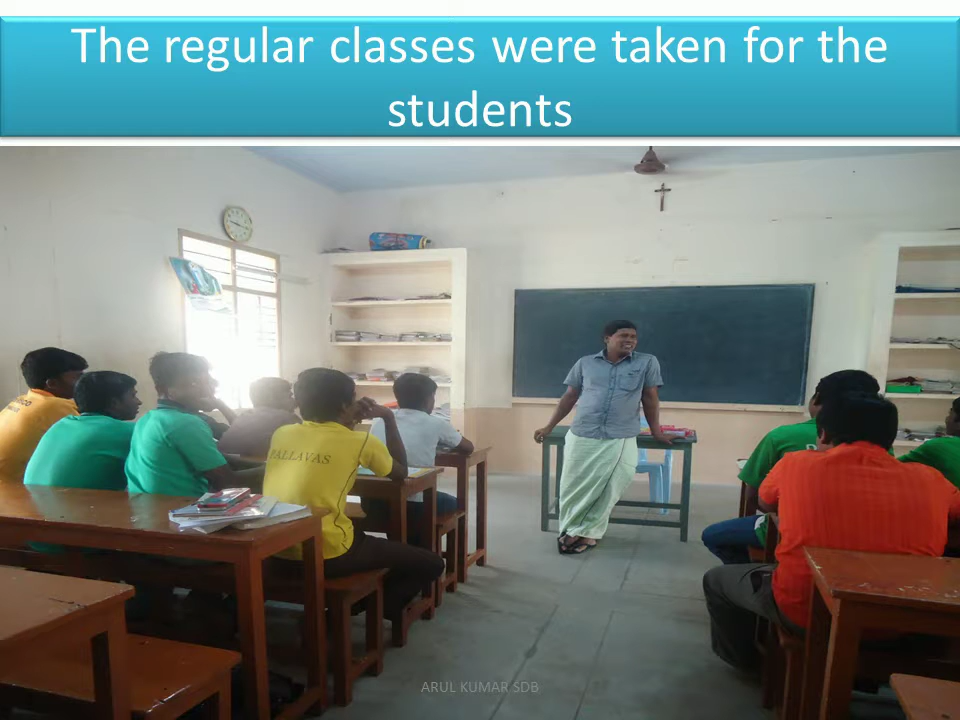 The regular classes were taken for the
students
PALLAVAS
ARUL KUMAR SDB